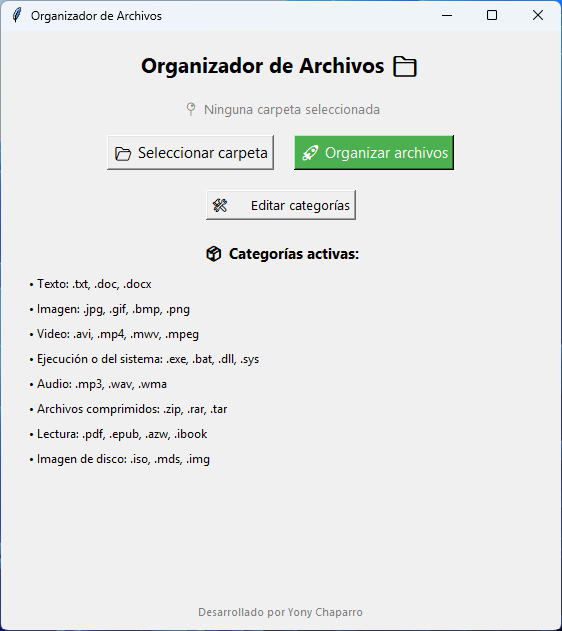 Organizador de Archivos
Organizador de Archivos
Ninguna carpeta seleccionada
Seleccionar carpeta
Organizar archivos
Editar categorías
Categorías activas:
• Texto: .txt, .doc, .docx
• Imagen: .jpg, .gif, .bmp, .png
• Video: .avi, .mp4, .mwv, .mpeg
• Ejecución o del sistema: .exe, .bat, .dll, .sys
• Audio: .mp3, .wav, .wma
• Archivos comprimidos: .zip, .rar, .tar
• Lectura: .pdf, .epub, .azw, .ibook
• Imagen de disco: .iso, .mds, .img
Desarrollado por Yony Chaparro